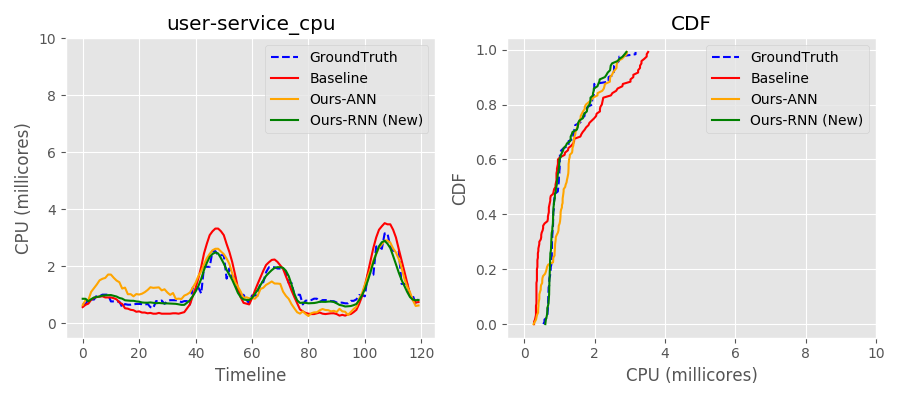 user-service_cpu
CPU (millicores)
10
8
6
4
2
0
GroundTruth
Baseline
Ours-ANN
Ours-RNN (New)
0 20 40 60 80 100 120
Timeline
CDF
CDF
1.0
0.8
0.6
0.4
0.2
0.0
GroundTruth
Baseline
Ours-ANN
Ours-RNN (New)
0 2 4 6 8 10
CPU (millicores)